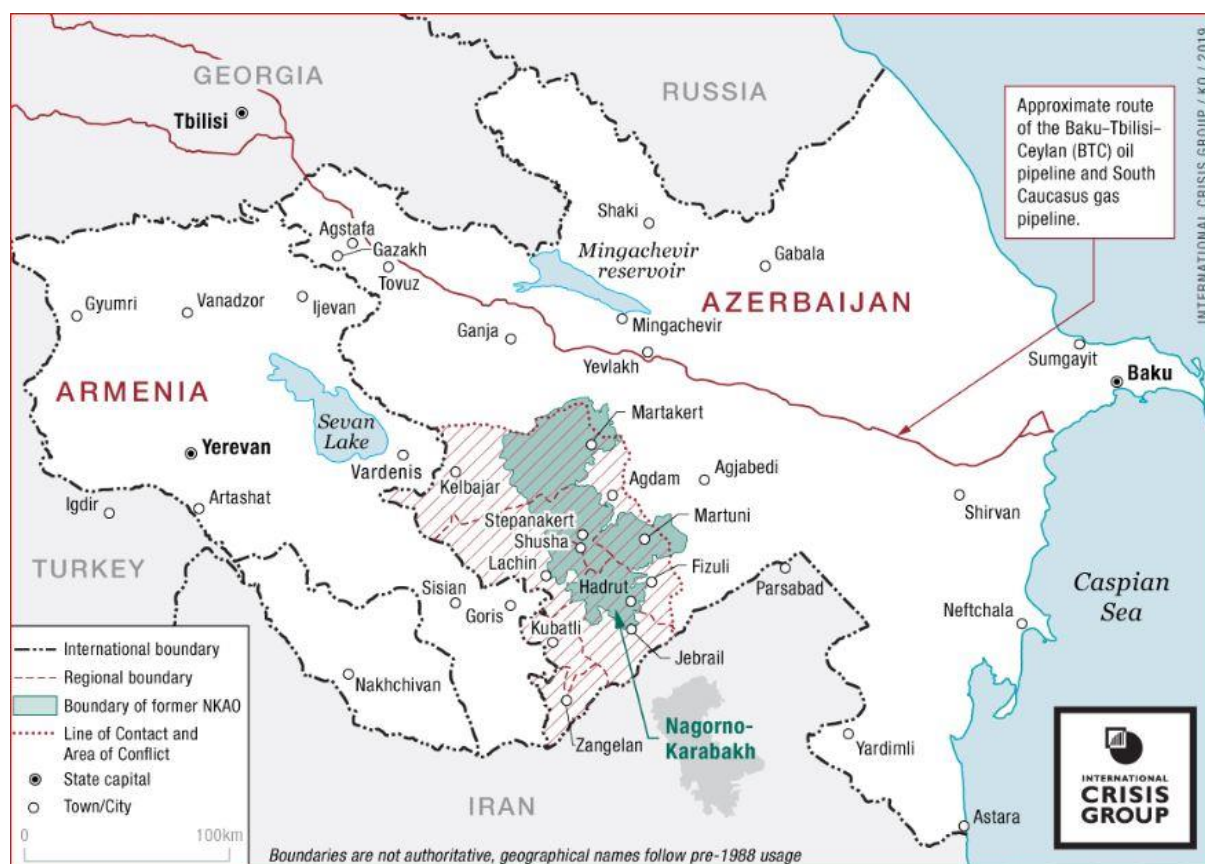 GEORGIA
RUSSIA
Tbilisi
INTERNATIONAL CRISIS GROUP / KO / 2019
Approximate route
of the Baku–Tbilisi–
Ceylan (BTC) oil
pipeline and South
Caucasus gas
pipeline.
Shaki
Agstafa
Gazakh
Mingachevir
reservoir
Gabala
Tovuz
Gyumri
Vanadzor
Ijevan
AZERBAIJAN
Ganja
Mingachevir
Yevlakh
Sumgayit
Baku
ARMENIA
Sevan
Lake
Martakert
Yerevan
Vardenis
Kelbajar
Agdam
Agjabedi
Igdir
Artashat
Stepanakert
Martuni
Shirvan
Shusha
TURKEY
Lachin
Fizuli
Sisian
Hadrut
Parsabad
Caspian
Sea
Goris
Neftchala
Kubatli
Jebrail
Nakhchivan
Zangelan
Nagorno-
Karabakh
Yardimli
IRAN
Astara
International boundary
Regional boundary
Boundary of former NKAO
Line of Contact and
Area of Conflict
State capital
Town/City
0 100km
Boundaries are not authoritative, geographical names follow pre-1988 usage
INTERNATIONAL
CRISIS
GROUP